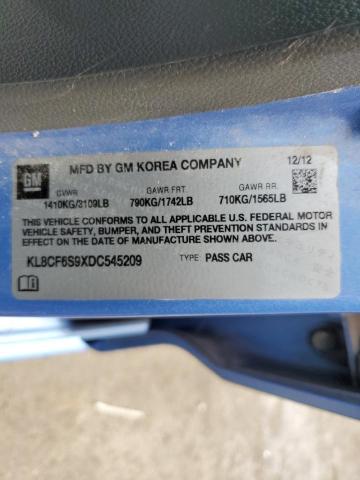 GM
MFD BY GM KOREA COMPANY 12/12
GVWR GAWR FRT. GAWR RR.
1410KG/3109LB 790KG/1742LB 710KG/1565LB
THIS VEHICLE CONFORMS TO ALL APPLICABLE U.S. FEDERAL MOTOR
VEHICLE SAFETY, BUMPER, AND THEFT PREVENTION STANDARDS IN
EFFECT ON THE DATE OF MANUFACTURE SHOWN ABOVE.
KL8CF6S9XDC545209 TYPE: PASS CAR